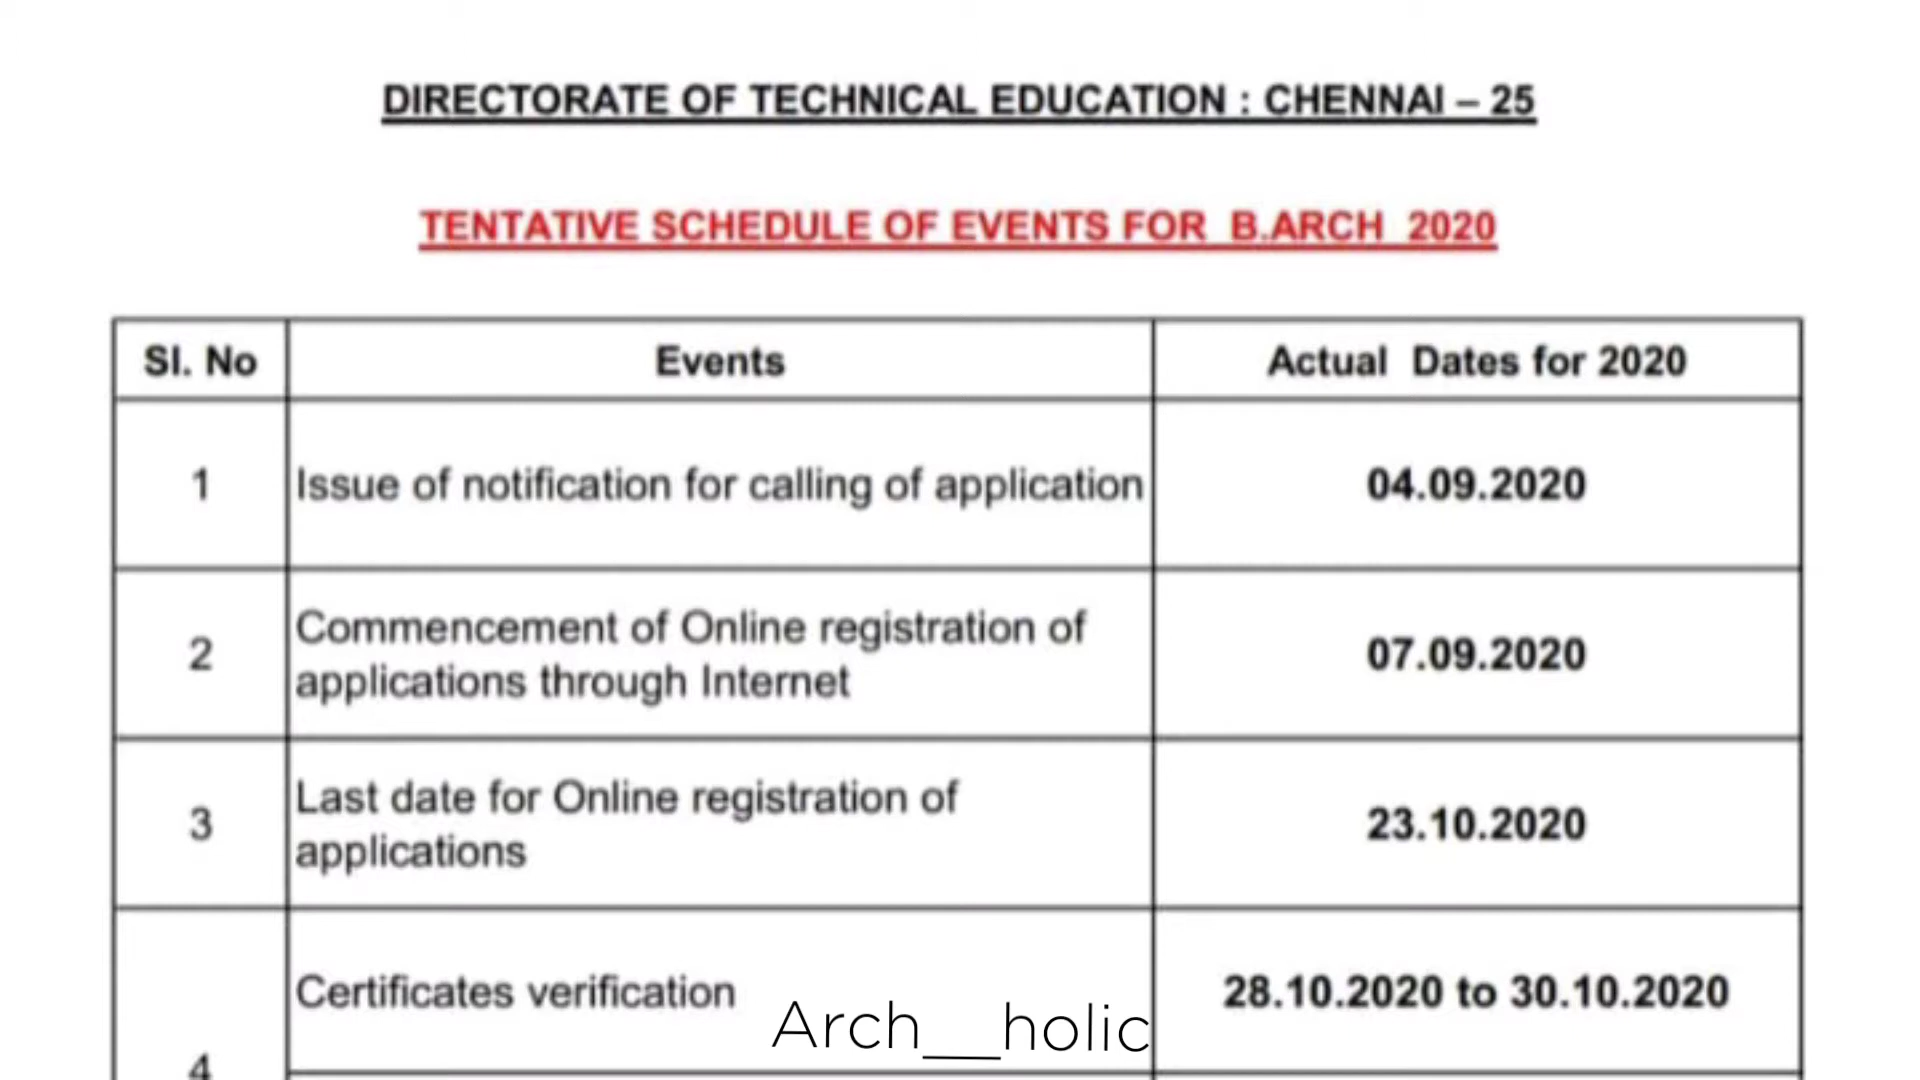 DIRECTORATE OF TECHNICAL EDUCATION : CHENNAI – 25
TENTATIVE SCHEDULE OF EVENTS FOR B.ARCH 2020
Sl. No Events Actual Dates for 2020
1 Issue of notification for calling of application 04.09.2020
2 Commencement of Online registration of
applications through Internet 07.09.2020
3 Last date for Online registration of
applications 23.10.2020
Certificates verification 28.10.2020 to 30.10.2020
4
Arch__holic